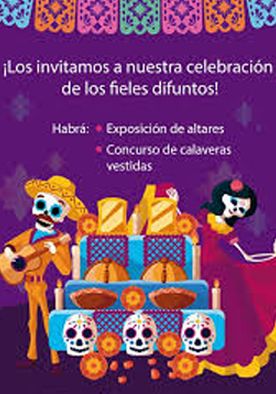 ¡Los invitamos a nuestra celebración
de los fieles difuntos!
Habrá: • Exposición de altares
• Concurso de calaveras
vestidas